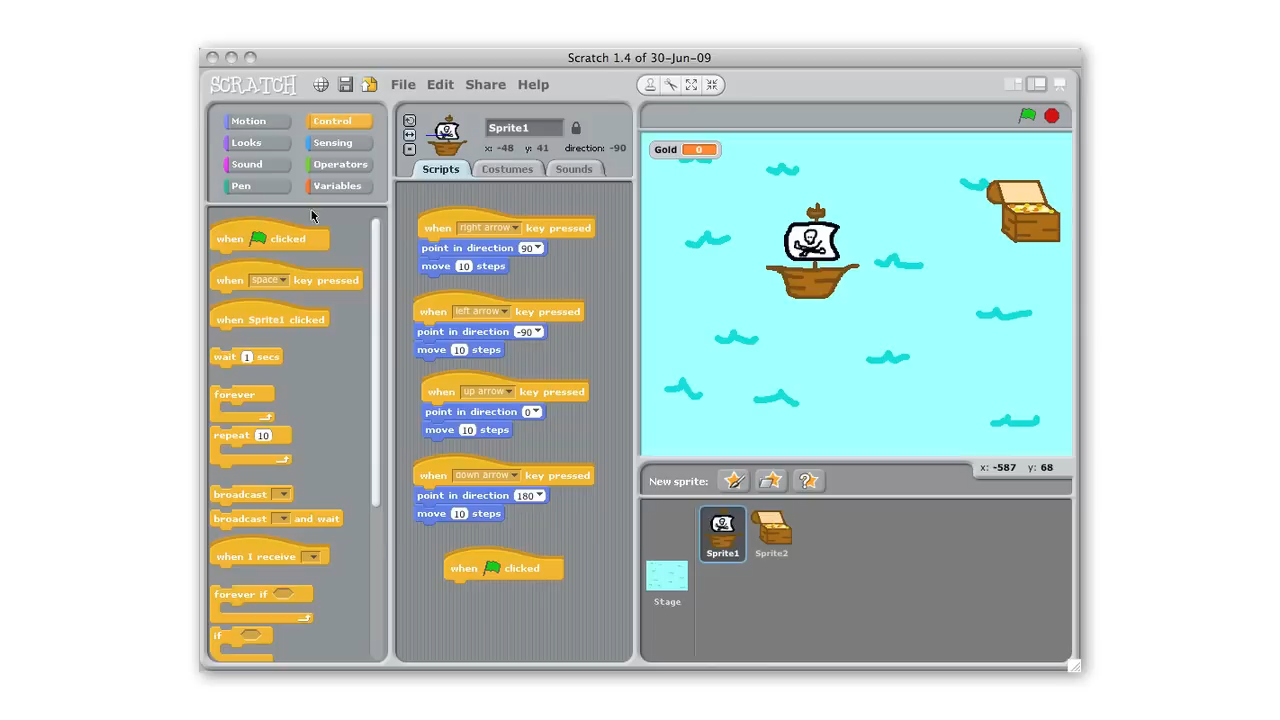 Scratch 1.4 of 30-Jun-09
SCRATCH File Edit Share Help
Motion Control
Looks Sensing
Sound Operators
Pen Variables
when clicked
when space key pressed
when Sprite1 clicked
wait 1 secs
forever
repeat 10
broadcast
broadcast and wait
when I receive
forever if
if
Sprite1
x: -48 y: 41 direction: -90
Scripts Costumes Sounds
when right arrow key pressed
point in direction 90
move 10 steps
when left arrow key pressed
point in direction -90
move 10 steps
when up arrow key pressed
point in direction 0
move 10 steps
when down arrow key pressed
point in direction 180
move 10 steps
when clicked
Gold 0
x: -587 y: 68
New sprite:
Sprite1 Sprite2
Stage